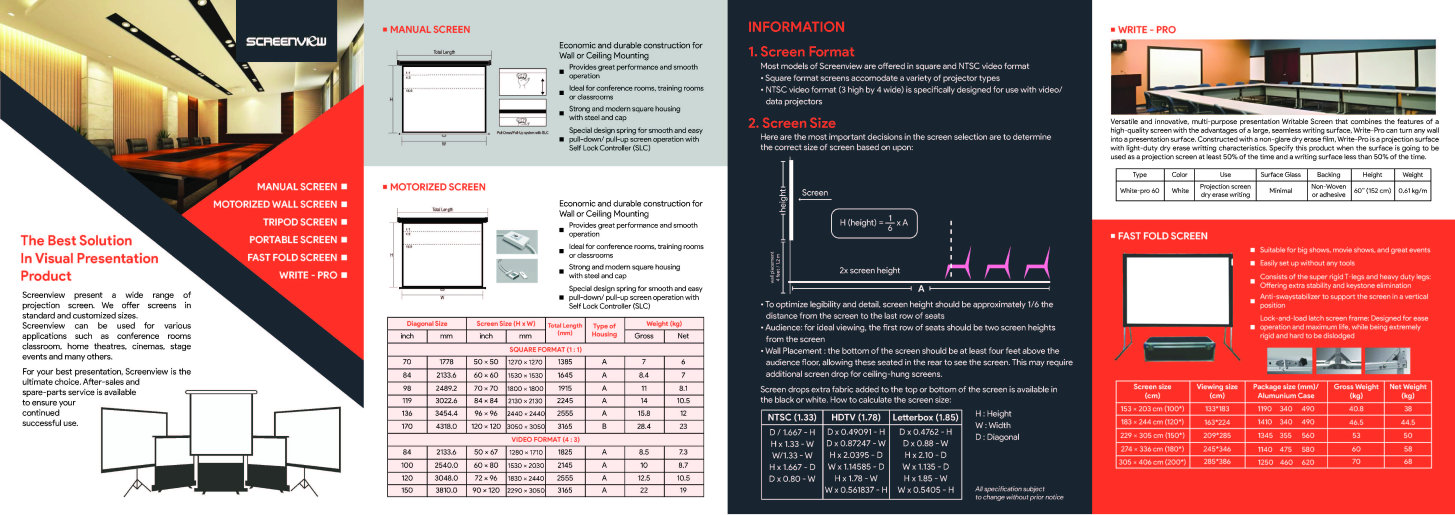 SCREENVIEW
MANUAL SCREEN
MOTORIZED WALL SCREEN
TRIPOD SCREEN
PORTABLE SCREEN
FAST FOLD SCREEN
WRITE - PRO
The Best Solution
In Visual Presentation
Product
Screenview present a wide range of
projection screen. We offer screens in
standard and customized sizes.
Screenview can be used for various
applications such as conference rooms
classroom, home theatres, cinemas, stage
events and many others.
For your best presentation, Screenview is the
ultimate choice. After-sales and
spare-parts service is available
to ensure your
continued
successful use.
MANUAL SCREEN
Total Length
H
W
Pull-Down/Pull-Up system with SLC
Economic and durable construction for
Wall or Ceiling Mounting
Provides great performance and smooth
operation
Ideal for conference rooms, training rooms
or classrooms
Strong and modern square housing
with steel and cap
Special design spring for smooth and easy
pull-down/ pull-up screen operation with
Self Lock Controller (SLC)
MOTORIZED SCREEN
Total Length
H
W
Economic and durable construction for
Wall or Ceiling Mounting
Provides great performance and smooth
operation
Ideal for conference rooms, training rooms
or classrooms
Strong and modern square housing
with steel and cap
Special design spring for smooth and easy
pull-down/ pull-up screen operation with
Self Lock Controller (SLC)
Diagonal Size Screen Size (H x W) Total Length (mm) Type of Housing Weight (kg)
inch mm inch mm Gross Net
SQUARE FORMAT (1 : 1)
70 1778 50 × 50 1270 × 1270 1385 A 7 6
84 2133.6 60 × 60 1530 × 1530 1645 A 8.4 7
98 2489.2 70 × 70 1800 × 1800 1915 A 11 8.1
119 3022.6 84 × 84 2130 × 2130 2245 A 14 10.5
136 3454.4 96 × 96 2440 × 2440 2555 A 15.8 12
170 4318.0 120 × 120 3050 × 3050 3165 B 28.4 23
VIDEO FORMAT (4 : 3)
84 2133.6 50 × 67 1280 × 1710 1825 A 8.5 7.3
100 2540.0 60 × 80 1530 × 2030 2145 A 10 8.7
120 3048.0 72 × 96 1830 × 2440 2555 A 12.5 10.5
150 3810.0 90 × 120 2290 × 3050 3165 A 22 19
INFORMATION
1. Screen Format
Most models of Screenview are offered in square and NTSC video format
• Square format screens accomodate a variety of projector types
• NTSC video format (3 high by 4 wide) is specifically designed for use with video/
data projectors
2. Screen Size
Here are the most important decisions in the screen selection are to determine
the correct size of screen based on upon:
height
Screen
H (height) = 1/6 x A
wall placement
4 feet / 1.2 m
2x screen height
A
• To optimize legibility and detail, screen height should be approximately 1/6 the
distance from the screen to the last row of seats
• Audience: for ideal viewing, the first row of seats should be two screen heights
from the screen
• Wall Placement : the bottom of the screen should be at least four feet above the
audience floor, allowing these seated in the rear to see the screen. This may require
additional screen drop for ceiling-hung screens.
Screen drops extra fabric added to the top or bottom of the screen is available in
the black or white. How to calculate the screen size:
NTSC (1.33) HDTV (1.78) Letterbox (1.85)
D / 1.667 - H D x 0.49091 - H D x 0.4762 - H
H x 1.33 - W D x 0.87247 - W D x 0.88 - W
W/1.33 - W H x 2.0395 - D H x 2.10 - D
H x 1.667 - D W x 1.14585 - D W x 1.135 - D
D x 0.80 - W H x 1.78 - W H x 1.85 - W
W x 0.561837 - H W x 0.5405 - H
H : Height
W : Width
D : Diagonal
All specification subject
to change without prior notice
WRITE - PRO
Versatile and innovative, multi-purpose presentation Writable Screen that combines the features of a
high-quality screen with the advantages of a large, seamless writing surface, Write-Pro can turn any wall
into a presentation surface. Constructed with a non-glare dry erase film, Write-Pro is a projection surface
with light-duty dry erase writting characteristics. Specify this product when the surface is going to be
used as a projection screen at least 50% of the time and a writing surface less than 50% of the time.
Type Color Use Surface Glass Backing Height Weight
White-pro 60 White Projection screen dry erase writing Minimal Non-Woven or adhesive 60" (152 cm) 0,61 kg/m
FAST FOLD SCREEN
Suitable for big shows, movie shows, and great events
Easily set up without any tools
Consists of the super rigid T-legs and heavy duty legs:
Offering extra stability and keystone elimination
Anti-swaystabilizer to support the screen in a vertical
position
Lock-and-load latch screen frame: Designed for ease
operation and maximum life, while being extremely
rigid and hard to be dislodged
Screen size (cm) Viewing size (cm) Package size (mm)/ Alumunium Case Gross Weight (kg) Net Weight (kg)
153 × 203 cm (100") 133*183 1190 340 490 40.8 38
183 × 244 cm (120") 163*224 1410 340 490 46.5 44.5
229 × 305 cm (150") 209*285 1345 355 560 53 50
274 × 336 cm (180") 245*346 1140 475 580 60 58
305 × 406 cm (200") 285*386 1250 460 620 70 68